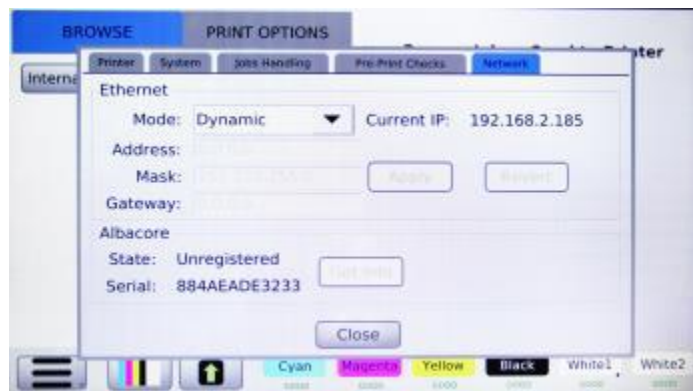 BROWSE PRINT OPTIONS
Printer System Jobs Handling Pre-Print Checks Network
Interna
Ethernet
Mode: Dynamic Current IP: 192.168.2.185
Address:
Mask: Apply Revert
Gateway:
Albacore
State: Unregistered
Serial: 884AEADE3233
Close
Cyan Magenta Yellow Black White1 White2